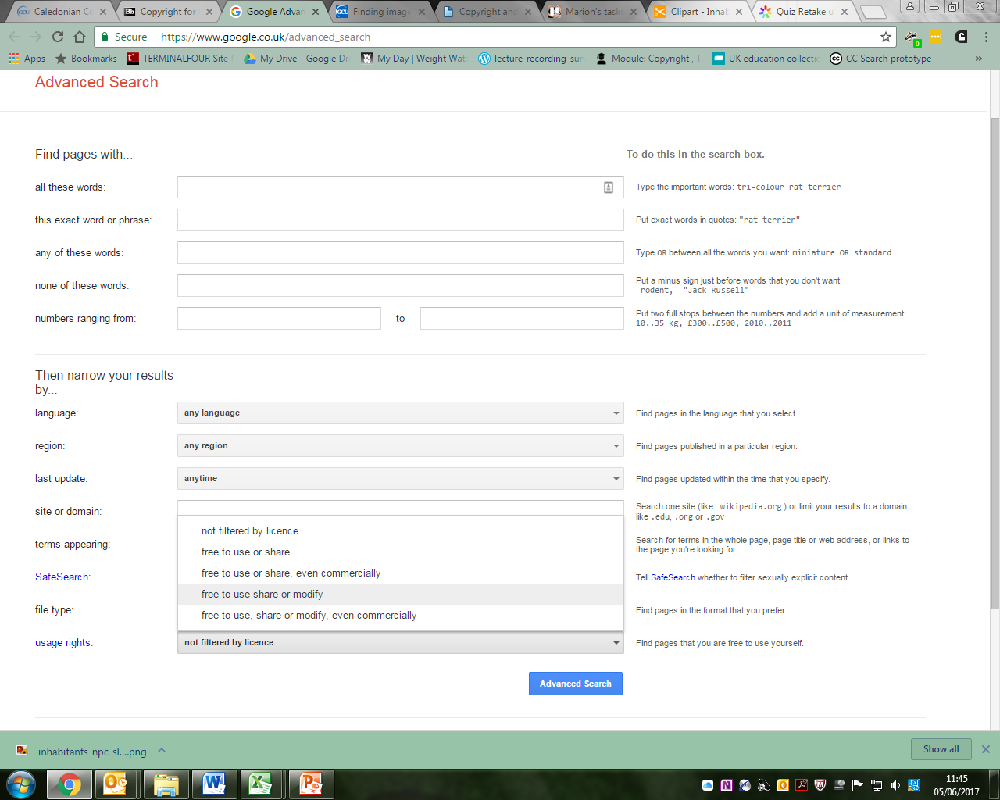 Caledonian Co
Copyright for
Google Advan
Finding image
Copyright and
Marion's tasks
Clipart - Inhab
Quiz Retake u
Secure
https://www.google.co.uk/advanced_search
Apps
Bookmarks
TERMINALFOUR Site
My Drive - Google Dr
My Day | Weight Wat
lecture-recording-sur
Module: Copyright , T
UK education collecti
CC Search prototype
»
Advanced Search
Find pages with...
To do this in the search box.
all these words:
Type the important words: tri-colour rat terrier
this exact word or phrase:
Put exact words in quotes: "rat terrier"
any of these words:
Type OR between all the words you want: miniature OR standard
none of these words:
Put a minus sign just before words that you don't want:
-rodent, -"Jack Russell"
numbers ranging from:
to
Put two full stops between the numbers and add a unit of measurement:
10..35 kg, £300..£500, 2010..2011
Then narrow your results
by...
language:
any language
Find pages in the language that you select.
region:
any region
Find pages published in a particular region.
last update:
anytime
Find pages updated within the time that you specify.
site or domain:
Search one site (like wikipedia.org ) or limit your results to a domain
like .edu, .org or .gov
not filtered by licence
terms appearing:
Search for terms in the whole page, page title or web address, or links to
the page you're looking for.
free to use or share
free to use or share, even commercially
SafeSearch:
Tell SafeSearch whether to filter sexually explicit content.
free to use share or modify
file type:
Find pages in the format that you prefer.
free to use, share or modify, even commercially
usage rights:
not filtered by licence
Find pages that you are free to use yourself.
Advanced Search
inhabitants-npc-sl....png
Show all
11:45
05/06/2017